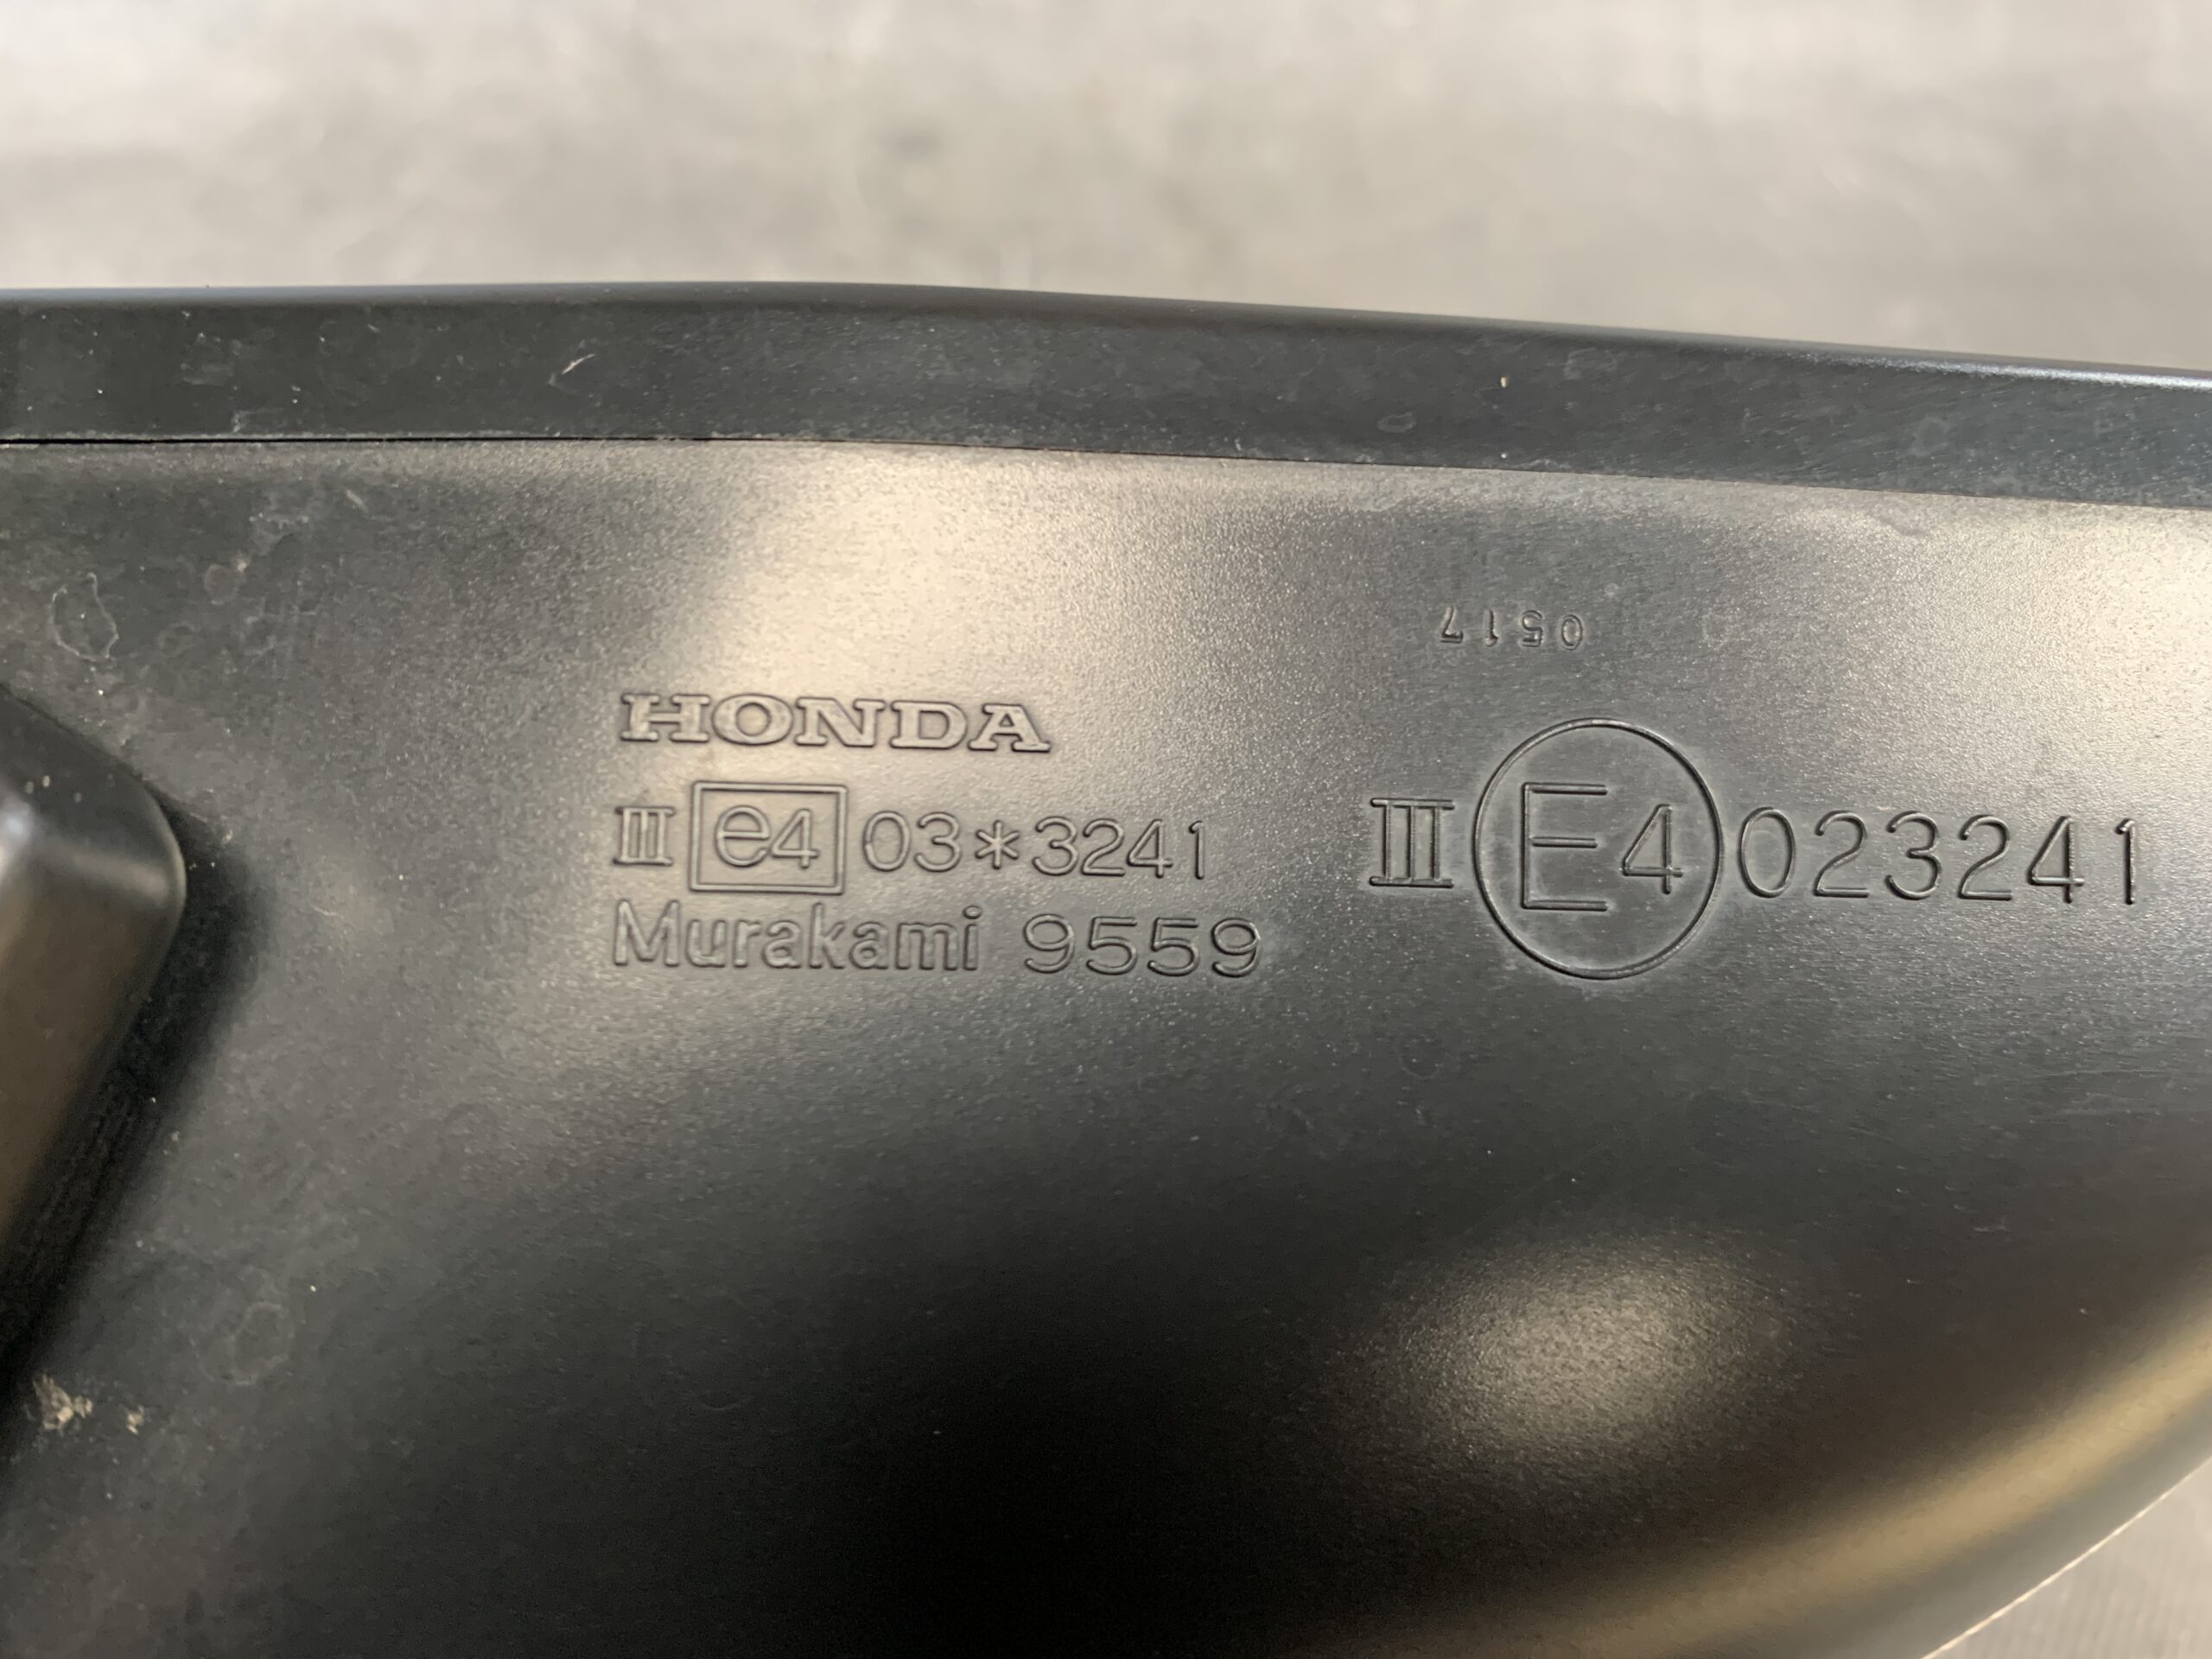 0517
HONDA
III e4 03*3241
Murakami 9559
III E4 023241